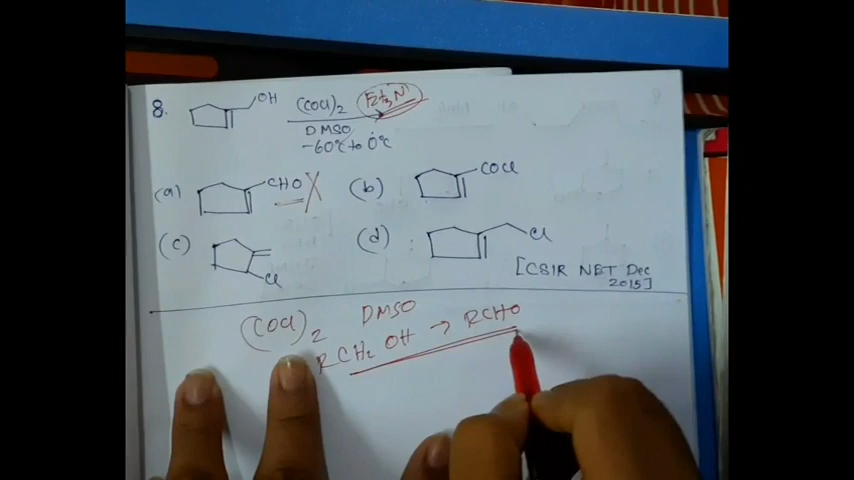 8. OH (COCl)2 Et3N
DMSO
-60°C to 0°C
(a) CHO (b) COCl
(c) Cl (d) Cl
[CSIR NET Dec
2015]
(COCl)2 DMSO
RCH2OH → RCHO